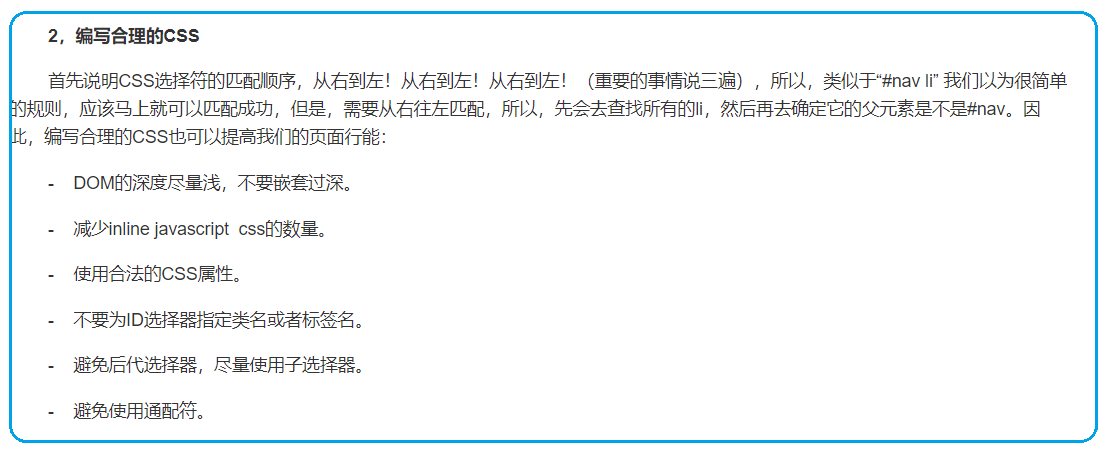 2，编写合理的CSS
首先说明CSS选择符的匹配顺序，从右到左！从右到左！从右到左！（重要的事情说三遍），所以，类似于“#nav li” 我们以为很简单
的规则，应该马上就可以匹配成功，但是，需要从右往左匹配，所以，先会去查找所有的li，然后再去确定它的父元素是不是#nav。因
此，编写合理的CSS也可以提高我们的页面行能：
- DOM的深度尽量浅，不要嵌套过深。
- 减少inline javascript  css的数量。
- 使用合法的CSS属性。
- 不要为ID选择器指定类名或者标签名。
- 避免后代选择器，尽量使用子选择器。
- 避免使用通配符。